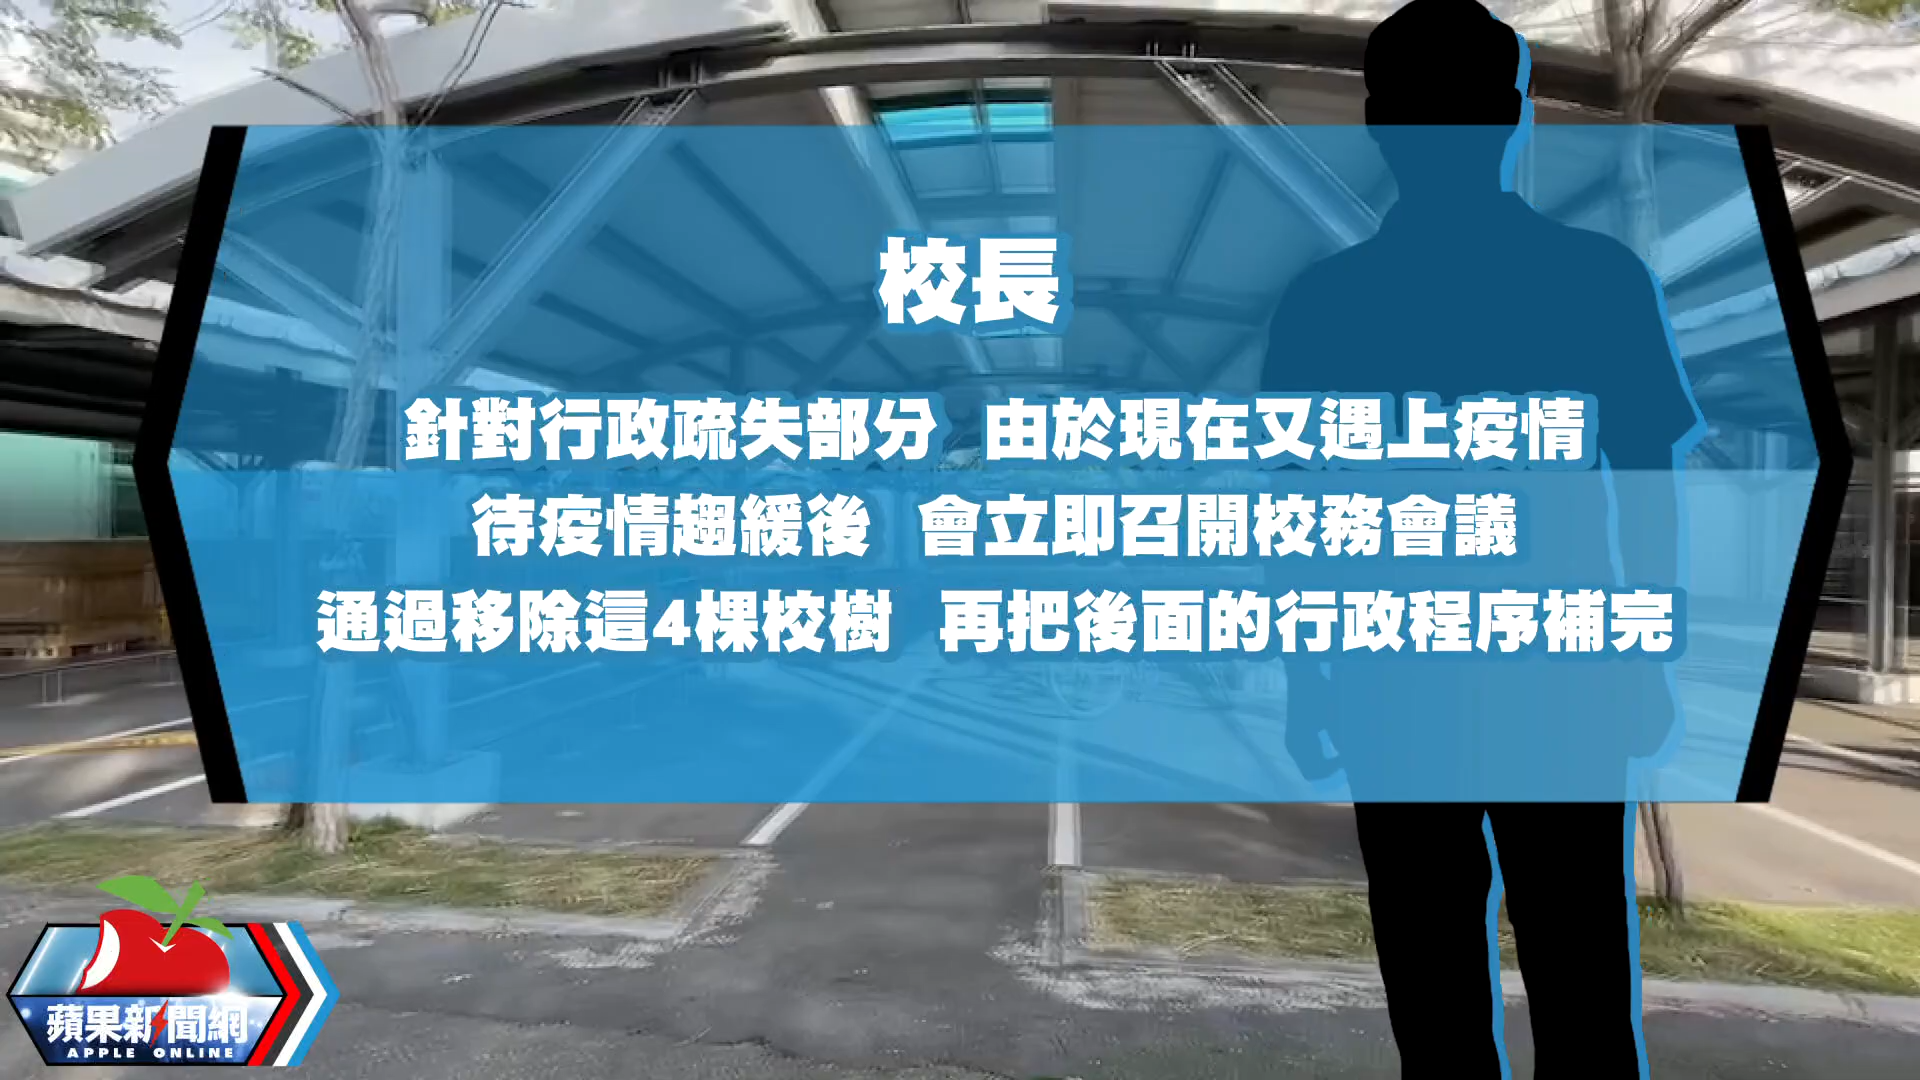 校長
針對行政疏失部分 由於現在又遇上疫情
待疫情趨緩後 會立即召開校務會議
通過移除這4棵校樹 再把後面的行政程序補完
蘋果新聞網
APPLE ONLINE